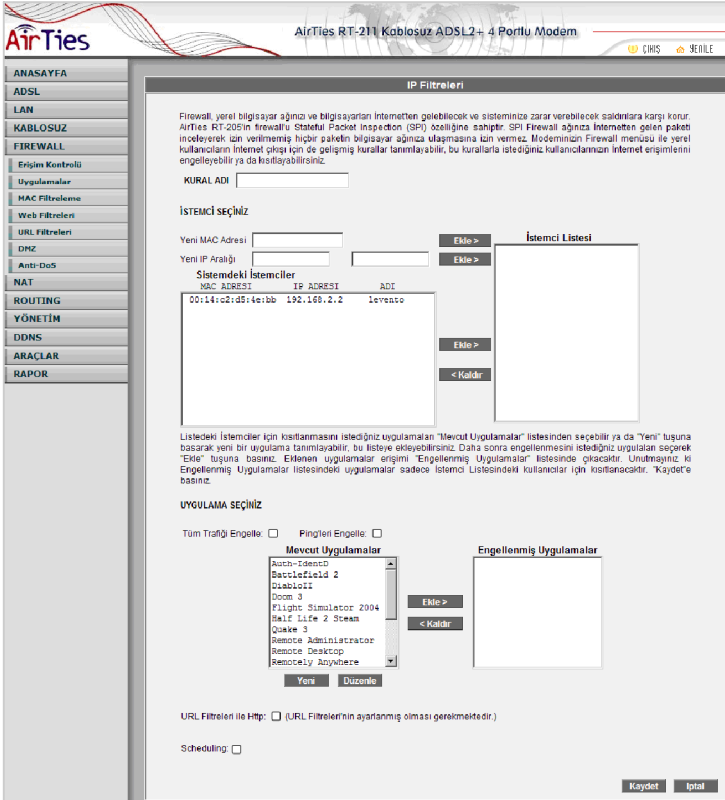 AirTies
AirTies RT-211 Kablosuz ADSL2+ 4 Portlu Modem
ÇIKIŞ YENİLE
ANASAYFA
ADSL
LAN
KABLOSUZ
FIREWALL
Erişim Kontrolü
Uygulamalar
MAC Filtreleme
Web Filtreleri
URL Filtreleri
DMZ
Anti-DoS
NAT
ROUTING
YÖNETİM
DDNS
ARAÇLAR
RAPOR
IP Filtreleri
Firewall, yerel bilgisayar ağınızı ve bilgisayarları Internetten gelebilecek ve sisteminize zarar verebilecek saldırılara karşı korur.
AirTies RT-205'in firewall'u Stateful Packet Inspection (SPI) özelliğine sahiptir. SPI Firewall ağınıza Internetten gelen paketi
inceleyerek izin verilmemiş hiçbir paketin bilgisayar ağınıza ulaşmasına izin vermez. Modeminizin Firewall menüsü ile yerel
kullanıcıların Internet çıkışı için de gelişmiş kurallar tanımlayabilir, bu kurallarla istediğiniz kullanıcılarınızın Internet erişimlerini
engelleyebilir ya da kısıtlayabilirsiniz.
KURAL ADI
İSTEMCİ SEÇİNİZ
Yeni MAC Adresi Ekle > İstemci Listesi
Yeni IP Aralığı Ekle >
Sistemdeki İstemciler
MAC ADRESI IP ADRESI ADI
00:14:c2:d5:4e:bb 192.168.2.2 levento
Ekle >
< Kaldır
Listedeki İstemciler için kısıtlanmasını istediğniz uygulamaları "Mevcut Uygulamalar" listesinden seçebilir ya da "Yeni" tuşuna
basarak yeni bir uygulama tanımlayabilir, bu listeye ekleyebilirsiniz. Daha sonra engellenmesini istediğniz uygulaları seçerek
"Ekle" tuşuna basınız. Eklenen uygulamalar erişimi "Engellenmiş Uygulamalar" listesinde çıkacaktır. Unutmayınız ki
Engellenmiş Uygulamalar listesindeki uygulamalar sadece İstemci Listesindeki kullanıcılar için kısıtlanacaktır. "Kaydet"e
basınız.
UYGULAMA SEÇİNİZ
Tüm Trafiği Engelle: Ping'leri Engelle:
Mevcut Uygulamalar Engellenmiş Uygulamalar
Auth-IdentD
Battlefield 2
DiabloII
Doom 3
Flight Simulator 2004
Half Life 2 Steam
Quake 3
Remote Administrator
Remote Desktop
Remotely Anywhere
Ekle >
< Kaldır
Yeni Düzenle
URL Filtreleri ile Http: (URL Filtreleri'nin ayarlanmış olması gerekmektedir.)
Scheduling:
Kaydet Iptal